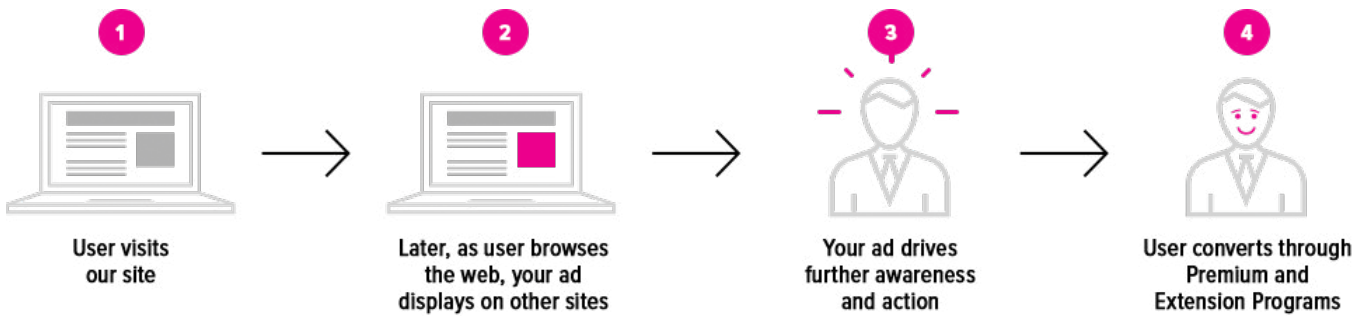 1
User visits
our site
2
Later, as user browses
the web, your ad
displays on other sites
3
Your ad drives
further awareness
and action
4
User converts through
Premium and
Extension Programs